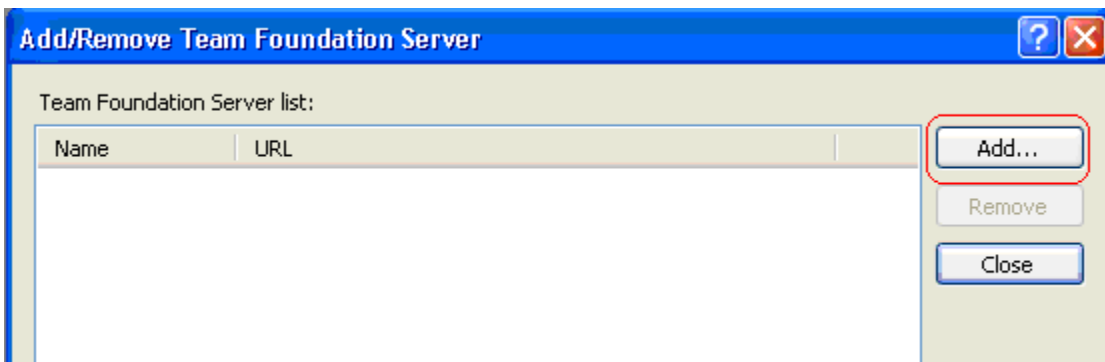 Add/Remove Team Foundation Server
Team Foundation Server list:
Name URL
Add...
Remove
Close